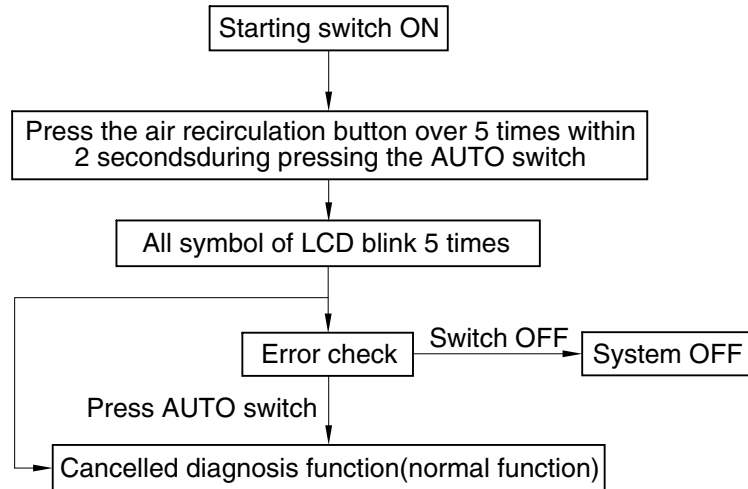 Starting switch ON
Press the air recirculation button over 5 times within
2 secondsduring pressing the AUTO switch
All symbol of LCD blink 5 times
Error check
Switch OFF
System OFF
Press AUTO switch
Cancelled diagnosis function(normal function)